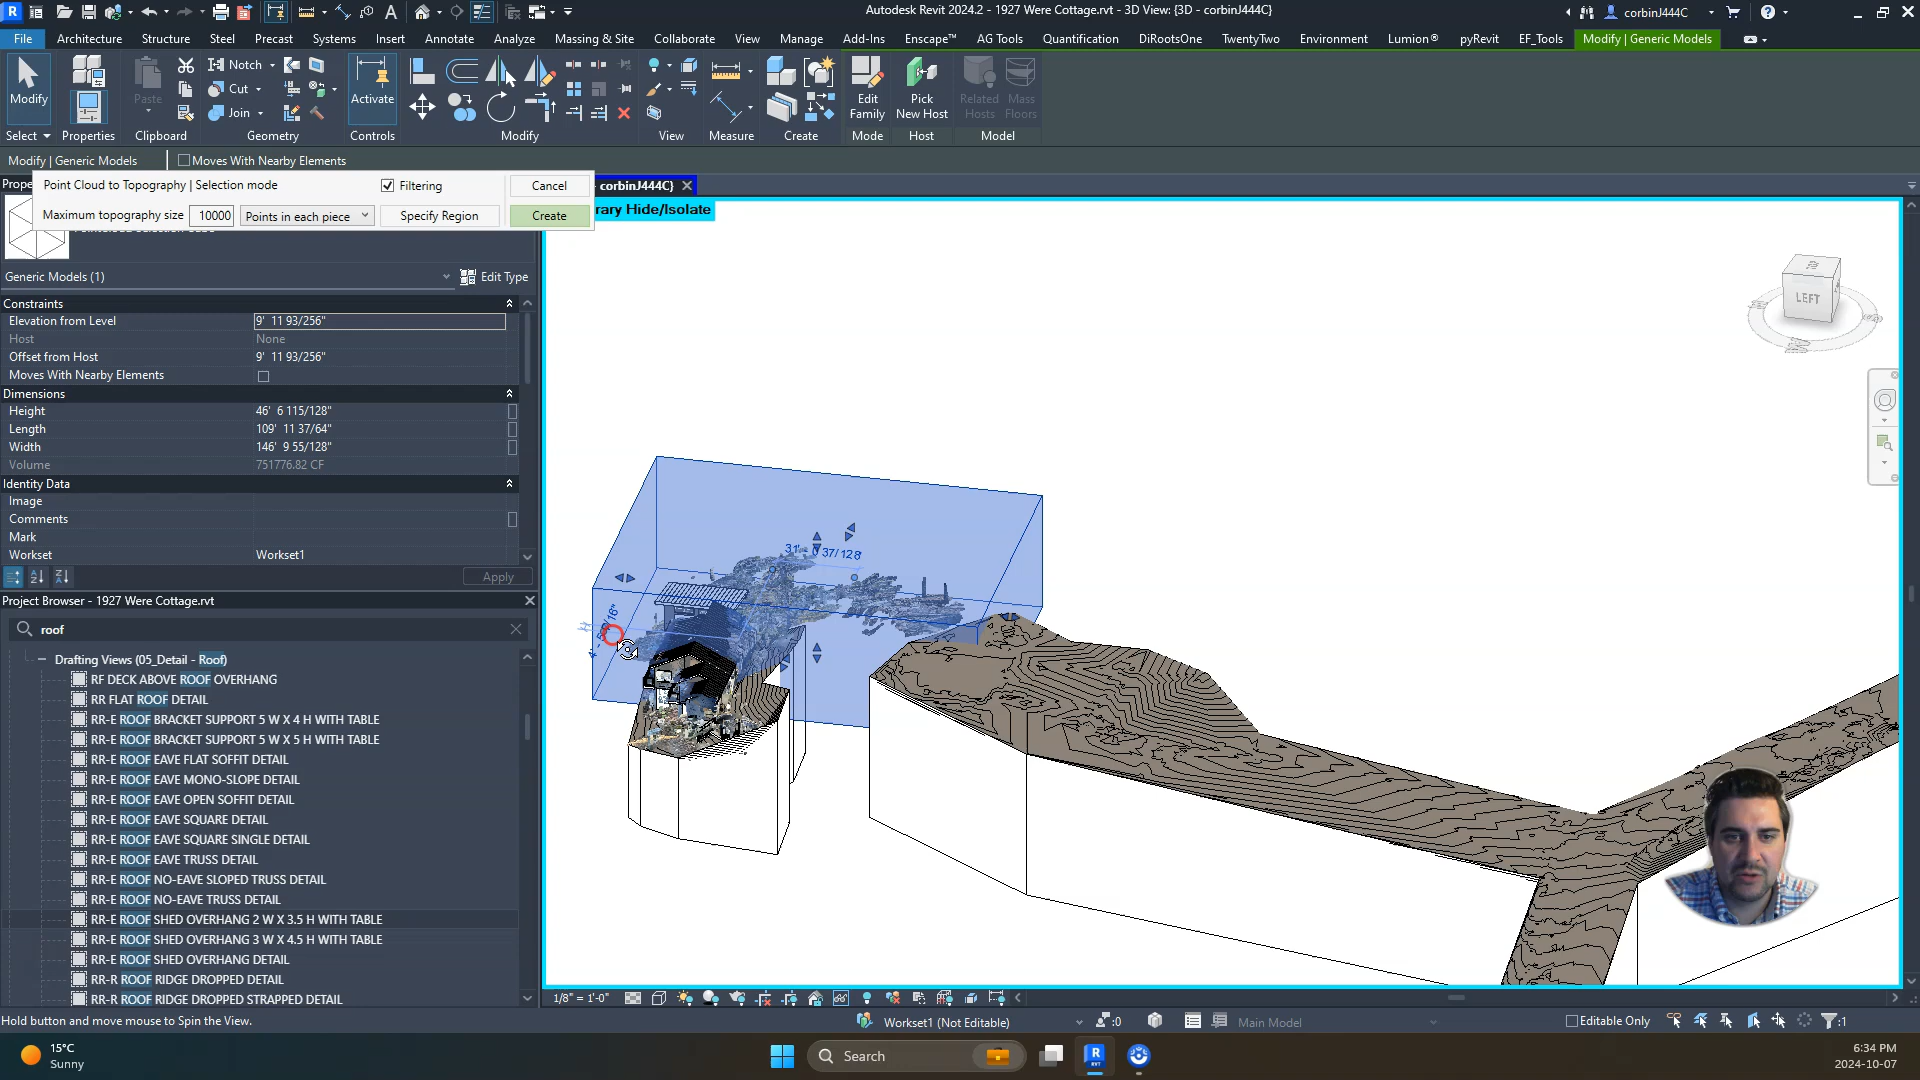 Autodesk Revit 2024.2 - 1927 Were Cottage.rvt - 3D View: {3D - corbinJ444C}
corbinJ444C
File Architecture Structure Steel Precast Systems Insert Annotate Analyze Massing & Site Collaborate View Manage Add-Ins Enscape™ AG Tools Quantification DiRootsOne TwentyTwo Environment Lumion® pyRevit EF_Tools Modify | Generic Models
Modify
Paste
Notch
Cut
Join
Activate
Edit Family
Pick New Host
Related Hosts
Mass Floors
Select Properties Clipboard Geometry Controls Modify View Measure Create Mode Host Model
Modify | Generic Models
Moves With Nearby Elements
Point Cloud to Topography | Selection mode
Filtering
Cancel
- corbinJ444C}
Maximum topography size 10000 Points in each piece
Specify Region
Create
rary Hide/Isolate
Generic Models (1)
Edit Type
Constraints
Elevation from Level 9' 11 93/256"
Host None
Offset from Host 9' 11 93/256"
Moves With Nearby Elements
Dimensions
Height 46' 6 115/128"
Length 109' 11 37/64"
Width 146' 9 55/128"
Volume 751776.82 CF
Identity Data
Image
Comments
Mark
Workset Workset1
Apply
Project Browser - 1927 Were Cottage.rvt
roof
Drafting Views (05_Detail - Roof)
RF DECK ABOVE ROOF OVERHANG
RR FLAT ROOF DETAIL
RR-E ROOF BRACKET SUPPORT 5 W X 4 H WITH TABLE
RR-E ROOF BRACKET SUPPORT 5 W X 5 H WITH TABLE
RR-E ROOF EAVE FLAT SOFFIT DETAIL
RR-E ROOF EAVE MONO-SLOPE DETAIL
RR-E ROOF EAVE OPEN SOFFIT DETAIL
RR-E ROOF EAVE SQUARE DETAIL
RR-E ROOF EAVE SQUARE SINGLE DETAIL
RR-E ROOF EAVE TRUSS DETAIL
RR-E ROOF NO-EAVE SLOPED TRUSS DETAIL
RR-E ROOF NO-EAVE TRUSS DETAIL
RR-E ROOF SHED OVERHANG 2 W X 3.5 H WITH TABLE
RR-E ROOF SHED OVERHANG 3 W X 4.5 H WITH TABLE
RR-E ROOF SHED OVERHANG DETAIL
RR-R ROOF RIDGE DROPPED DETAIL
RR-R ROOF RIDGE DROPPED STRAPPED DETAIL
LEFT
1/8" = 1'-0"
Hold button and move mouse to Spin the View.
Workset1 (Not Editable)
:0
Main Model
Editable Only
:1
15°C
Sunny
Search
6:34 PM
2024-10-07